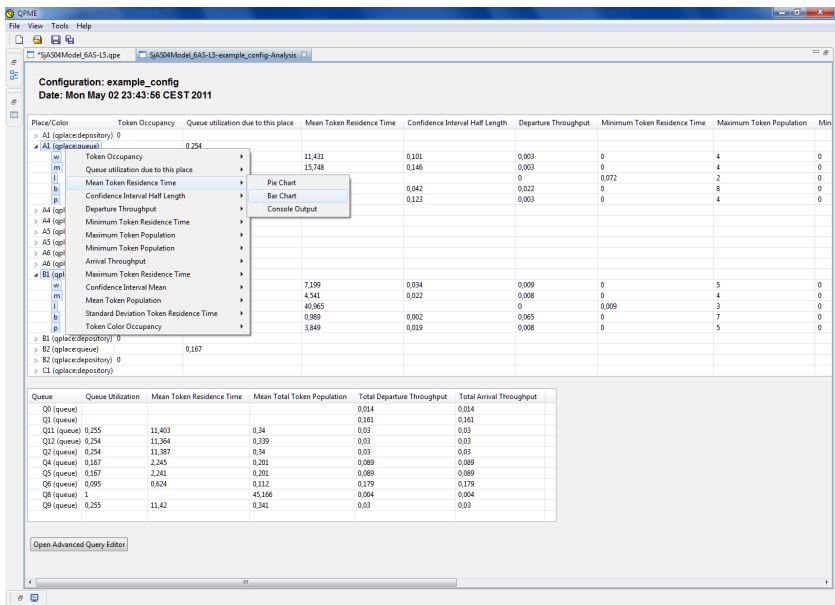 QPME
File View Tools Help
*SjAS04Model_6AS-L5.qpe SjAS04Model_6AS-L5-example_config-Analysis
Configuration: example_config
Date: Mon May 02 23:43:56 CEST 2011
Place/Color Token Occupancy Queue utilization due to this place Mean Token Residence Time Confidence Interval Half Length Departure Throughput Minimum Token Residence Time Maximum Token Population Min
A1 (qplace:depository) 0
A1 (qplace:queue) 0.254
w 11,431 0,101 0,003 0 4 0
m 15,748 0,146 0,003 0 4 0
l 0 0,072 2 0
b 0,042 0,022 0 8 0
p 0,123 0,003 0 4 0
A4 (qpl
A4 (qpl
A5 (qpl
A5 (qpl
A6 (qpl
A6 (qpl
B1 (qpl
w 7,199 0,034 0,009 0 5 0
m 4,541 0,022 0,008 0 4 0
l 40,965 0 0,009 3 0
b 0,989 0,002 0,065 0 7 0
p 3,849 0,019 0,008 0 5 0
B1 (qplace:depository) 0
B2 (qplace:queue) 0,167
B2 (qplace:depository) 0
C1 (qplace:depository)
Token Occupancy
Queue utilization due to this place
Mean Token Residence Time
Confidence Interval Half Length
Departure Throughput
Minimum Token Residence Time
Maximum Token Population
Minimum Token Population
Arrival Throughput
Maximum Token Residence Time
Confidence Interval Mean
Mean Token Population
Standard Deviation Token Residence Time
Token Color Occupancy
Pie Chart
Bar Chart
Console Output
Queue Queue Utilization Mean Token Residence Time Mean Total Token Population Total Departure Throughput Total Arrival Throughput
Q0 (queue) 0,014 0,014
Q1 (queue) 0,161 0,161
Q11 (queue) 0,255 11,403 0,34 0,03 0,03
Q12 (queue) 0,254 11,364 0,339 0,03 0,03
Q2 (queue) 0,254 11,387 0,34 0,03 0,03
Q4 (queue) 0,167 2,245 0,201 0,089 0,089
Q5 (queue) 0,167 2,241 0,201 0,089 0,089
Q6 (queue) 0,095 0,624 0,112 0,179 0,179
Q8 (queue) 1 45,166 0,004 0,004
Q9 (queue) 0,255 11,42 0,341 0,03 0,03
Open Advanced Query Editor